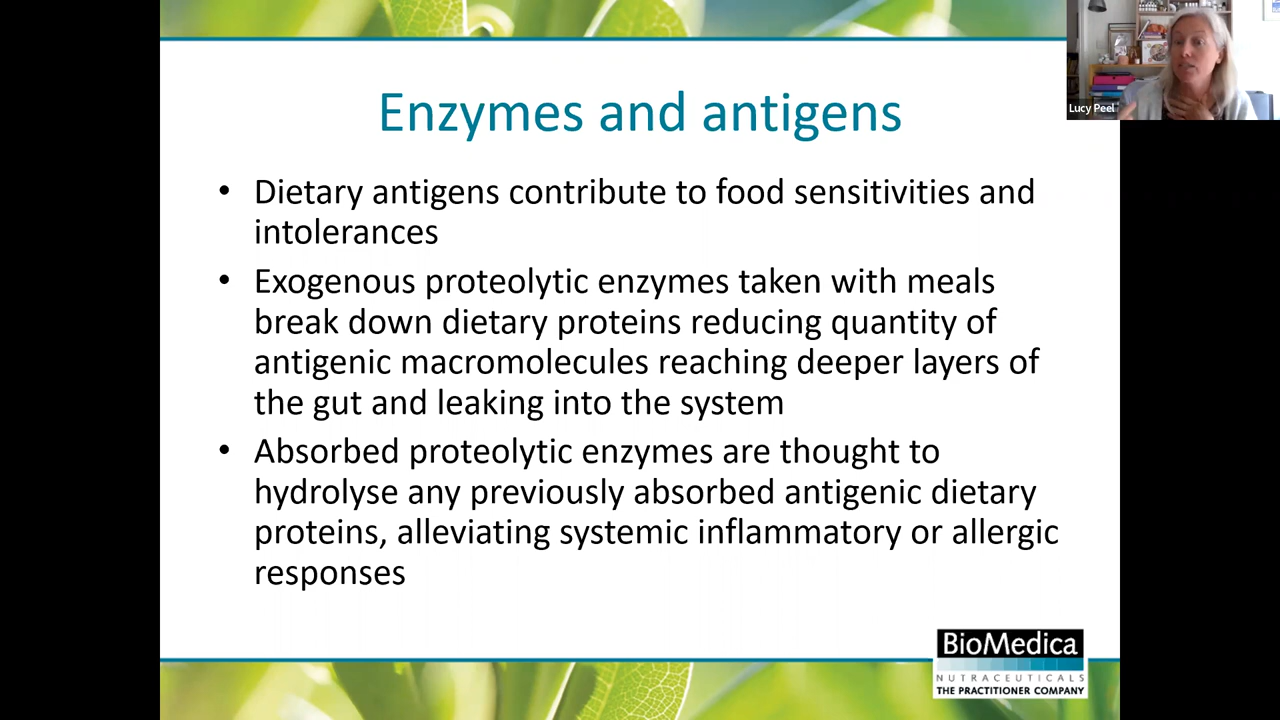 Enzymes and antigens
• Dietary antigens contribute to food sensitivities and
intolerances
• Exogenous proteolytic enzymes taken with meals
break down dietary proteins reducing quantity of
antigenic macromolecules reaching deeper layers of
the gut and leaking into the system
• Absorbed proteolytic enzymes are thought to
hydrolyse any previously absorbed antigenic dietary
proteins, alleviating systemic inflammatory or allergic
responses
Lucy Peel
BioMedica
NUTRACEUTICALS
THE PRACTITIONER COMPANY